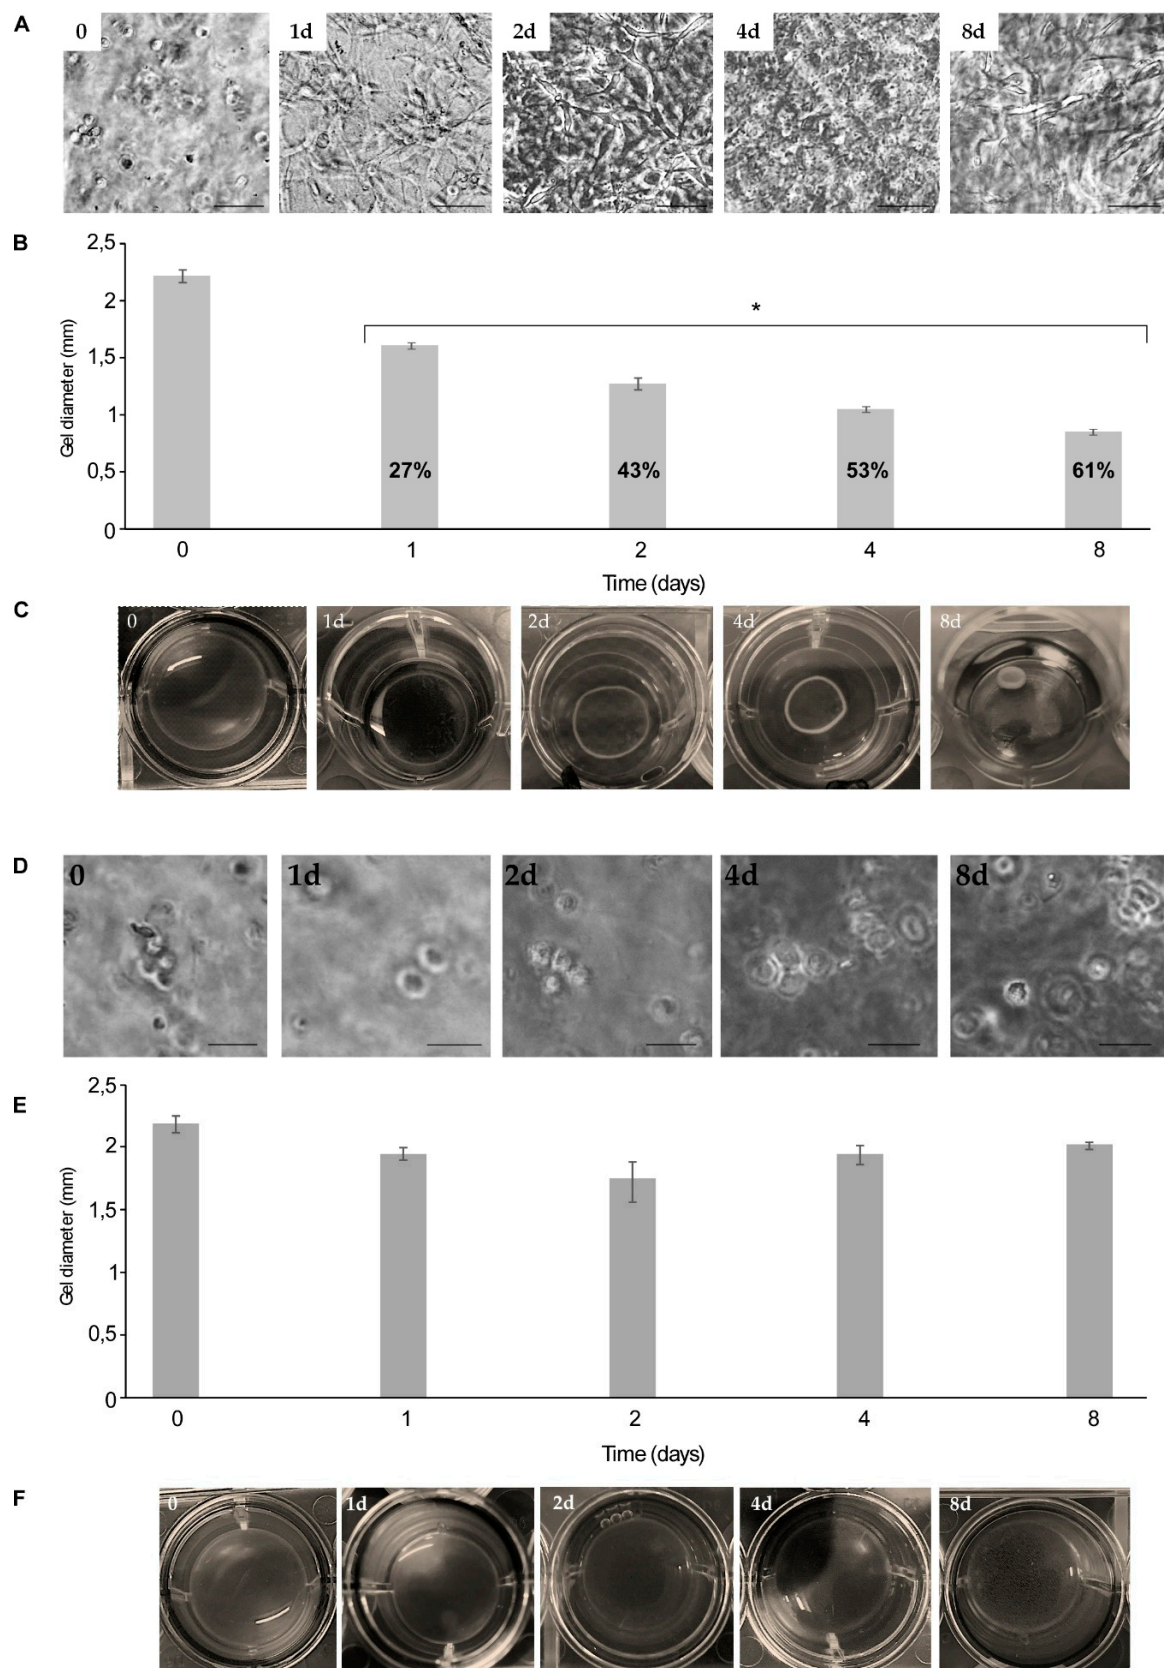 A
0 1d 2d 4d 8d
B
Gel diameter (mm)
2,5
2
1,5
1
0,5
0
*
27% 43% 53% 61%
0 1 2 4 8
Time (days)
C
0 1d 2d 4d 8d
D
0 1d 2d 4d 8d
E
Gel diameter (mm)
2,5
2
1,5
1
0,5
0
0 1 2 4 8
Time (days)
F
0 1d 2d 4d 8d